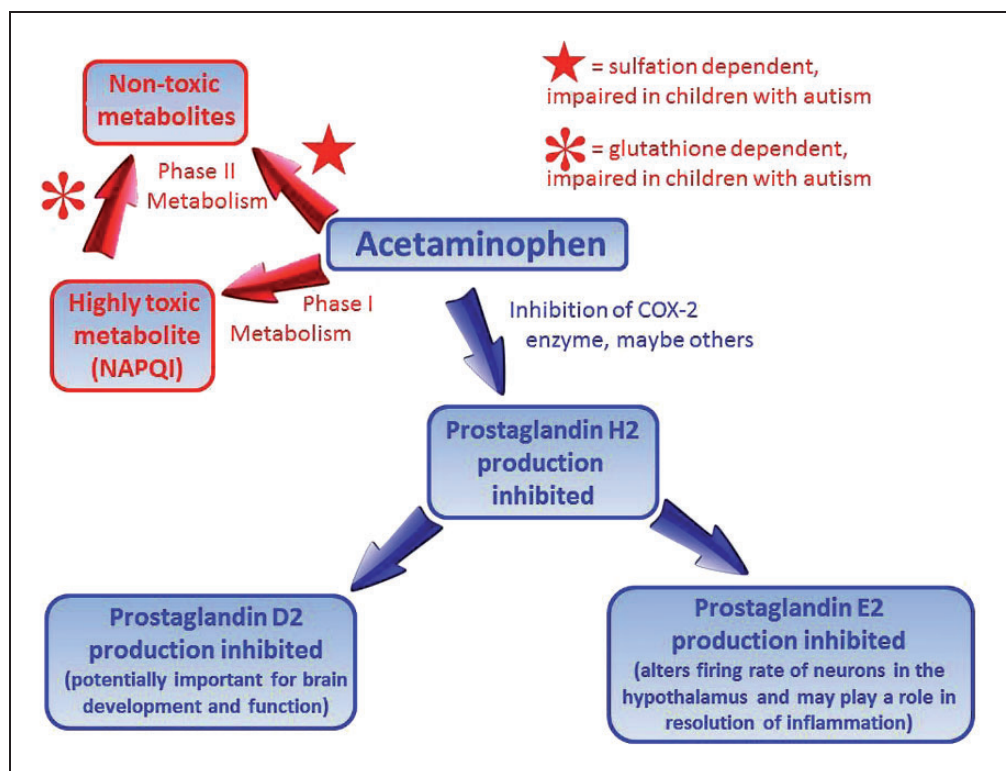 Non-toxic
metabolites
= sulfation dependent,
impaired in children with autism
= glutathione dependent,
impaired in children with autism
Phase II
Metabolism
Acetaminophen
Highly toxic
metabolite
(NAPQI)
Phase I
Metabolism
Inhibition of COX-2
enzyme, maybe others
Prostaglandin H2
production
inhibited
Prostaglandin D2
production inhibited
(potentially important for brain
development and function)
Prostaglandin E2
production inhibited
(alters firing rate of neurons in the
hypothalamus and may play a role in
resolution of inflammation)